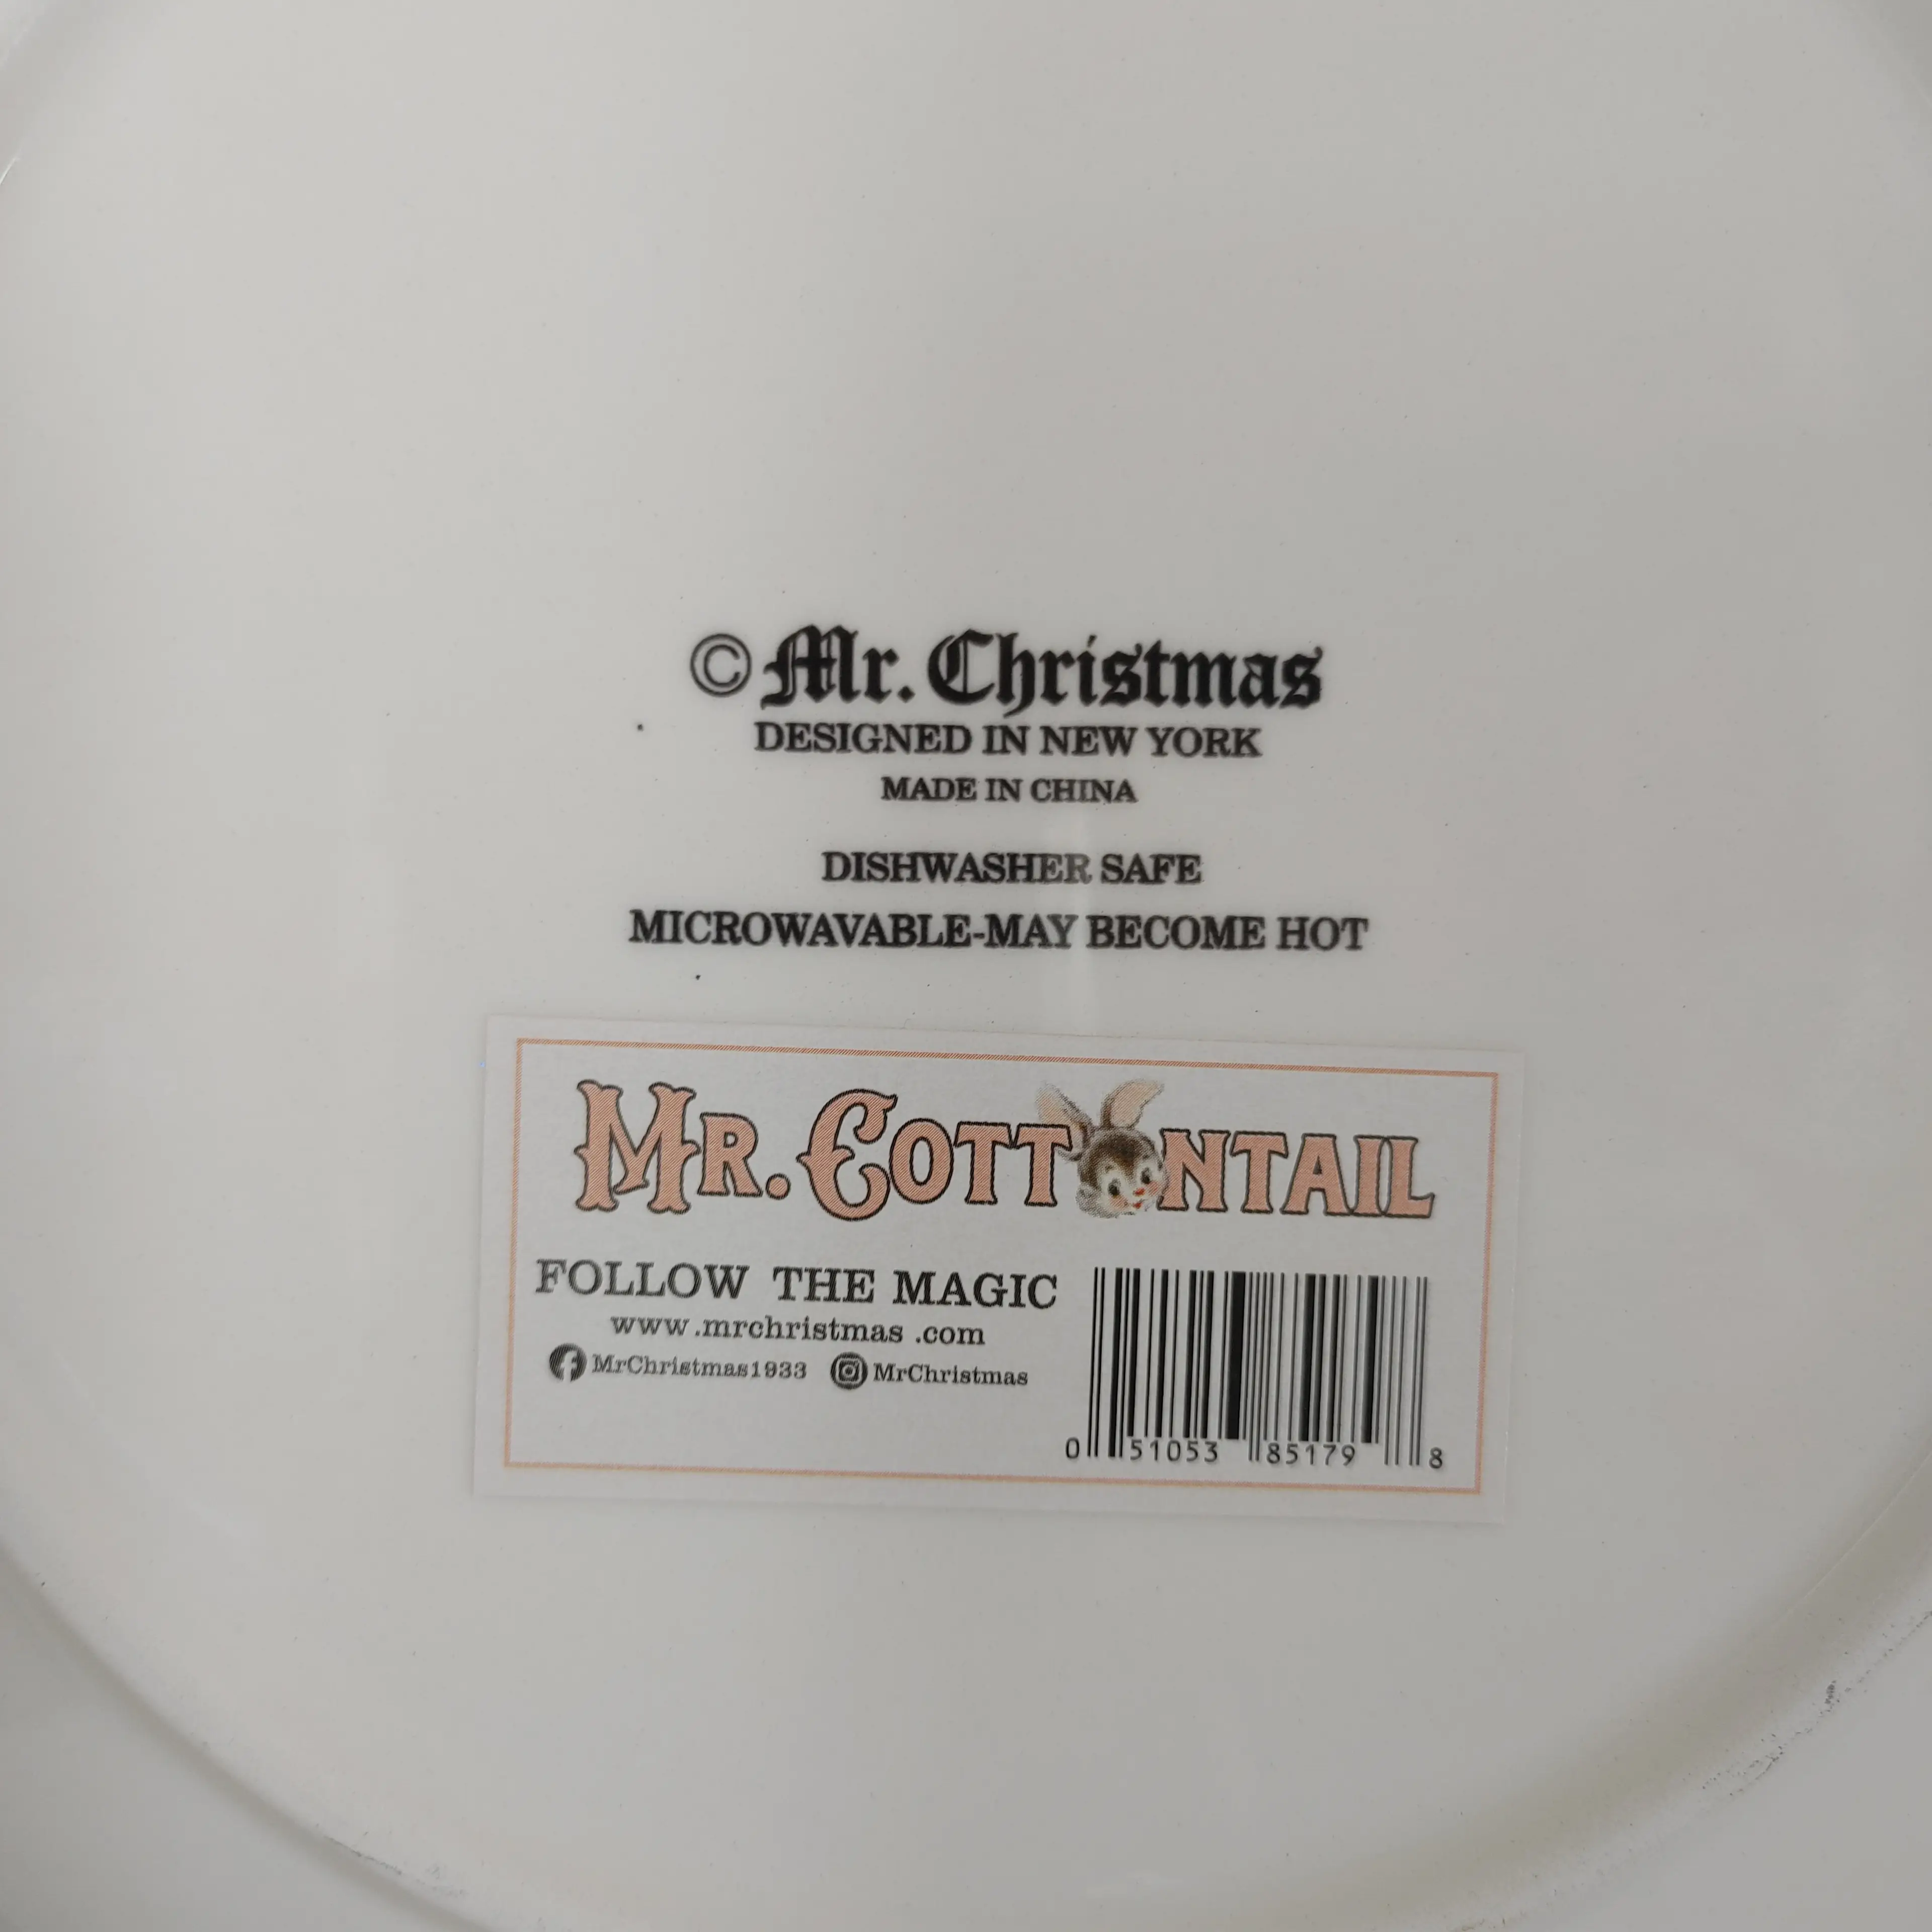 © Mr. Christmas
DESIGNED IN NEW YORK
MADE IN CHINA
DISHWASHER SAFE
MICROWAVABLE-MAY BECOME HOT
MR. COTTONTAIL
FOLLOW THE MAGIC
www.mrchristmas .com
MrChristmas1933 MrChristmas
0 51053 85179 8